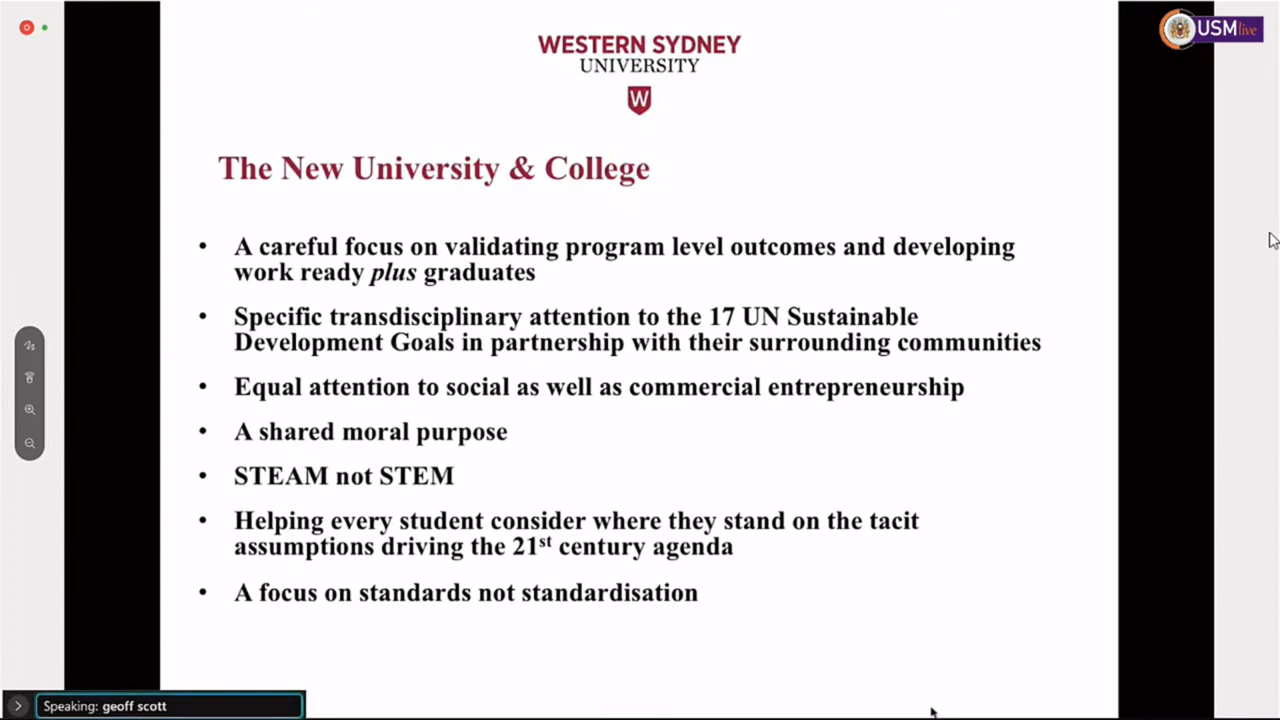 USMlive
WESTERN SYDNEY
UNIVERSITY
W
The New University & College
• A careful focus on validating program level outcomes and developing
work ready plus graduates
• Specific transdisciplinary attention to the 17 UN Sustainable
Development Goals in partnership with their surrounding communities
• Equal attention to social as well as commercial entrepreneurship
• A shared moral purpose
• STEAM not STEM
• Helping every student consider where they stand on the tacit
assumptions driving the 21st century agenda
• A focus on standards not standardisation
Speaking: geoff scott